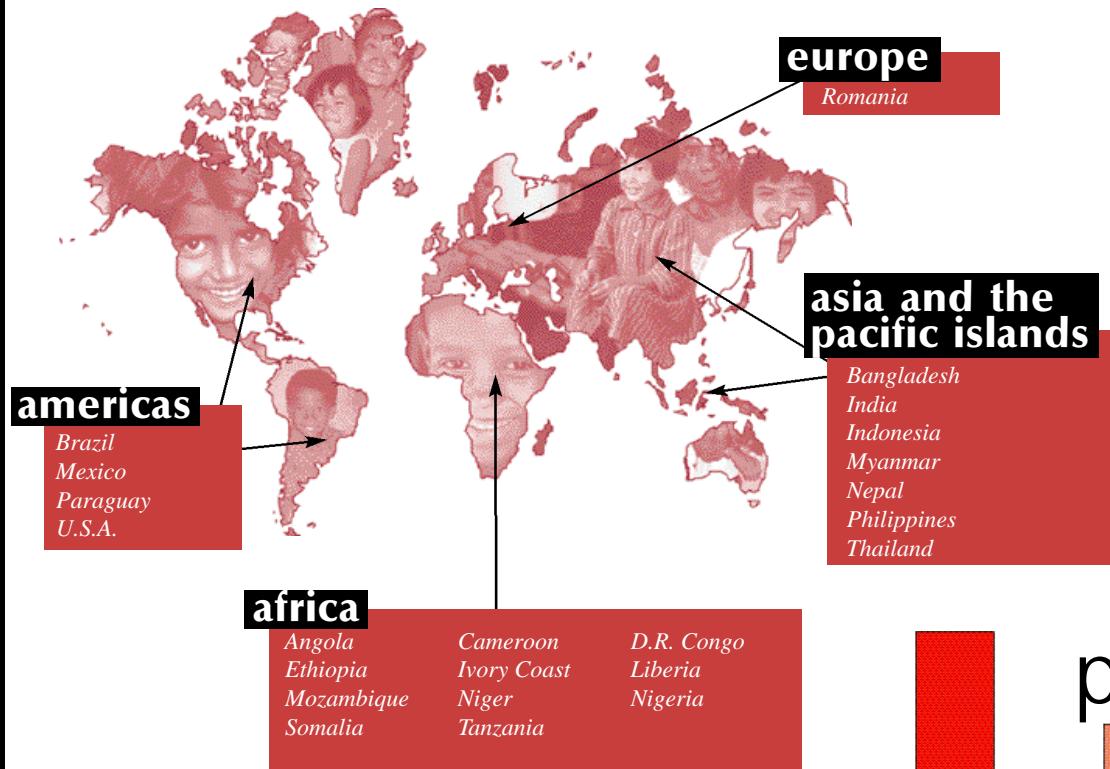 europe
Romania
asia and the
pacific islands
Bangladesh
India
Indonesia
Myanmar
Nepal
Philippines
Thailand
americas
Brazil
Mexico
Paraguay
U.S.A.
africa
Angola Cameroon D.R. Congo
Ethiopia Ivory Coast Liberia
Mozambique Niger Nigeria
Somalia Tanzania
p